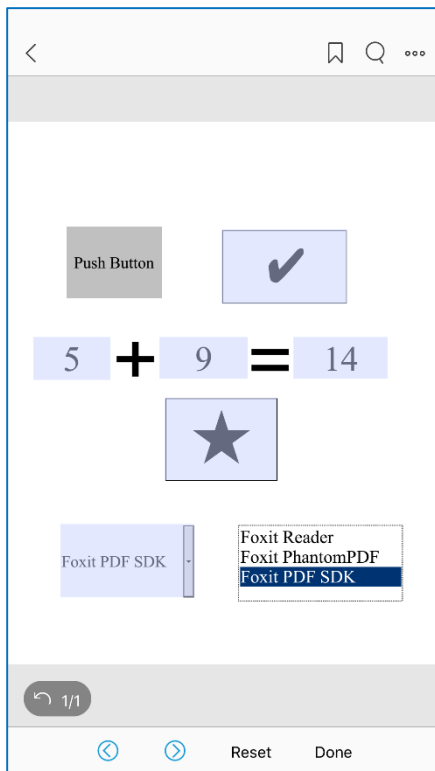 Push Button
5 + 9 = 14
Foxit PDF SDK
Foxit Reader
Foxit PhantomPDF
Foxit PDF SDK
1/1
Reset Done